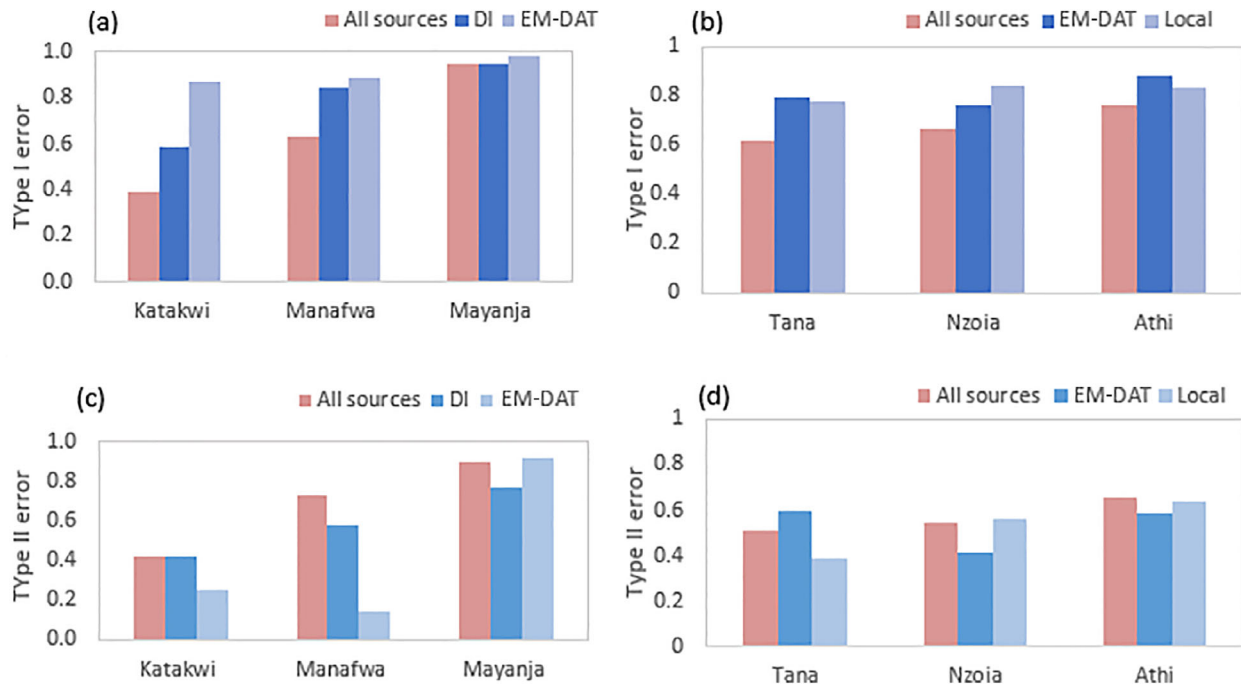 (a)
All sources DI EM-DAT
TYpe I error
1.0
0.8
0.6
0.4
0.2
0.0
Katakwi Manafwa Mayanja
(b)
All sources EM-DAT Local
Type I error
1
0.8
0.6
0.4
0.2
0
Tana Nzoia Athi
(c)
All sources DI EM-DAT
TYpe II error
1.0
0.8
0.6
0.4
0.2
0.0
Katakwi Manafwa Mayanja
(d)
All sources EM-DAT Local
Type II error
1
0.8
0.6
0.4
0.2
0
Tana Nzoia Athi